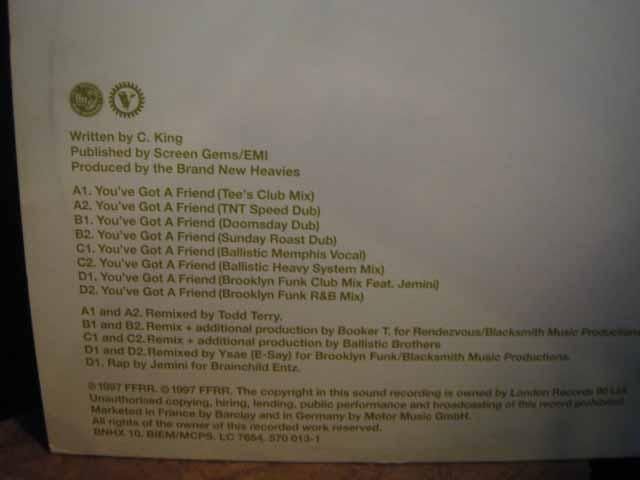 Written by C. King
Published by Screen Gems/EMI
Produced by the Brand New Heavies
A1. You've Got A Friend (Tee's Club Mix)
A2. You've Got A Friend (TNT Speed Dub)
B1. You've Got A Friend (Doomsday Dub)
B2. You've Got A Friend (Sunday Roast Dub)
C1. You've Got A Friend (Ballistic Memphis Vocal)
C2. You've Got A Friend (Ballistic Heavy System Mix)
D1. You've Got A Friend (Brooklyn Funk Club Mix Feat. Jemini)
D2. You've Got A Friend (Brooklyn Funk R&B Mix)
A1 and A2. Remixed by Todd Terry.
B1 and B2. Remix + additional production by Booker T. for Rendezvous/Blacksmith Music Productions
C1 and C2. Remix + additional production by Ballistic Brothers
D1 and D2. Remixed by Ysae (E-Say) for Brooklyn Funk/Blacksmith Music Productions.
D1. Rap by Jemini for Brainchild Entz.
℗ 1997 FFRR. © 1997 FFRR. The copyright in this sound recording is owned by London Records 90 Ltd.
Unauthorised copying, hiring, lending, public performance and broadcasting of this record prohibited.
Marketed in France by Barclay and in Germany by Motor Music GmBH.
All rights of the owner of this recorded work reserved.
BNHX 10. BIEM/MCPS. LC 7654. 570 013-1